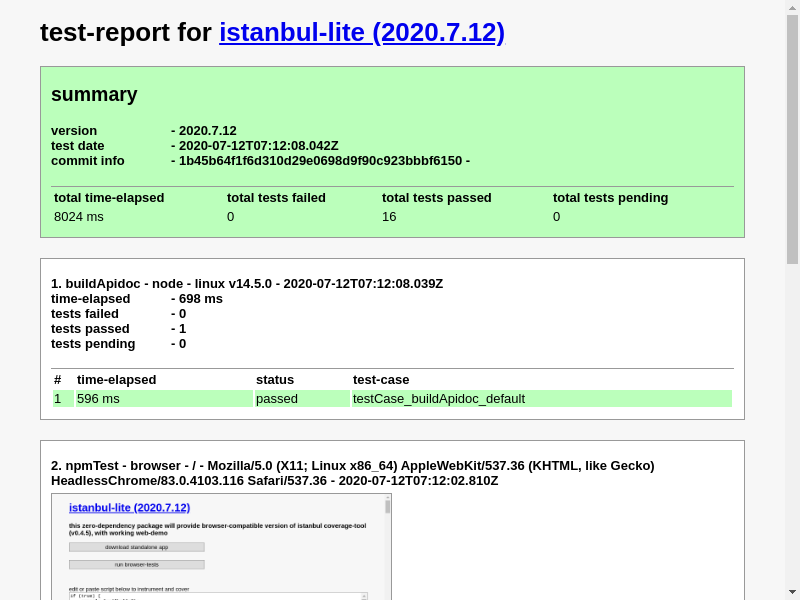 test-report for istanbul-lite (2020.7.12)
summary
version - 2020.7.12
test date - 2020-07-12T07:12:08.042Z
commit info - 1b45b64f1f6d310d29e0698d9f90c923bbbf6150 -
total time-elapsed total tests failed total tests passed total tests pending
8024 ms 0 16 0
1. buildApidoc - node - linux v14.5.0 - 2020-07-12T07:12:08.039Z
time-elapsed - 698 ms
tests failed - 0
tests passed - 1
tests pending - 0
# time-elapsed status test-case
1 596 ms passed testCase_buildApidoc_default
2. npmTest - browser - / - Mozilla/5.0 (X11; Linux x86_64) AppleWebKit/537.36 (KHTML, like Gecko)
HeadlessChrome/83.0.4103.116 Safari/537.36 - 2020-07-12T07:12:02.810Z
istanbul-lite (2020.7.12)
this zero-dependency package will provide browser-compatible version of istanbul coverage-tool
(v0.4.5), with working web-demo
download standalone app
run browser-tests
edit or paste script below to instrument and cover
if (true) {